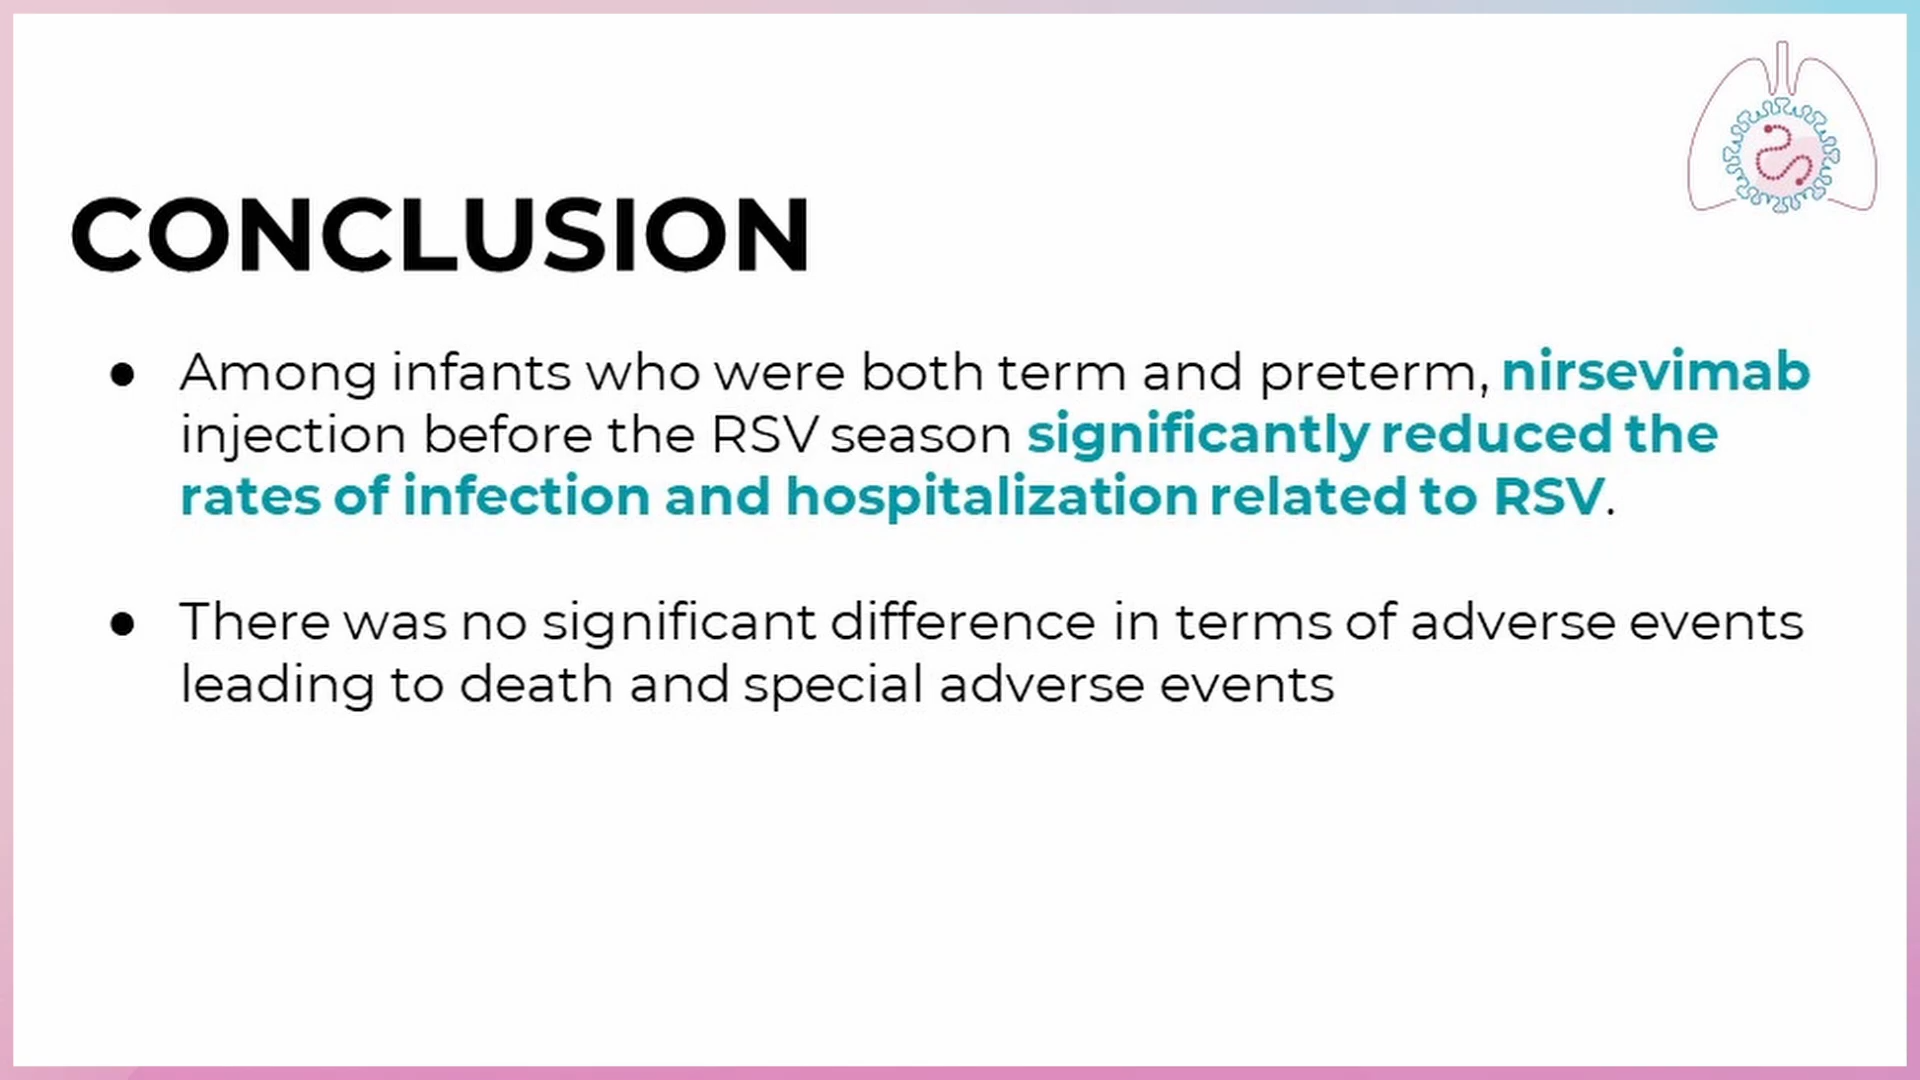 CONCLUSION
● Among infants who were both term and preterm, nirsevimab
injection before the RSV season significantly reduced the
rates of infection and hospitalization related to RSV.
● There was no significant difference in terms of adverse events
leading to death and special adverse events